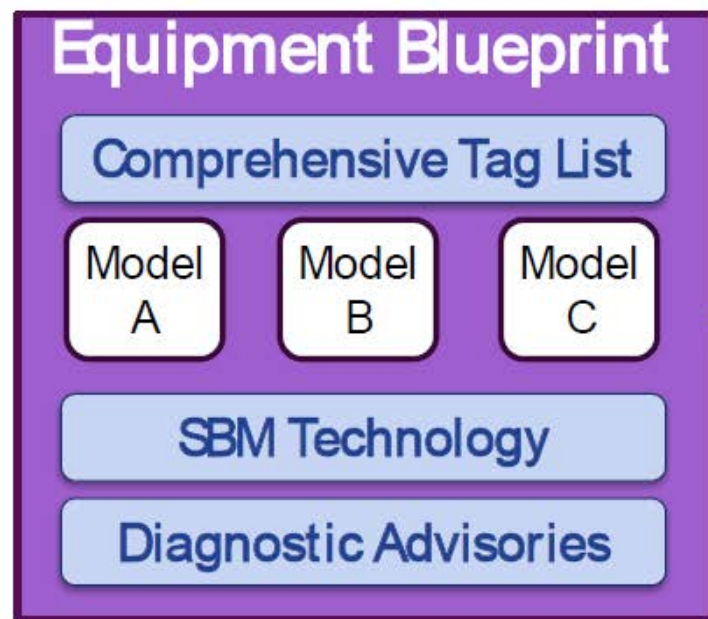 Equipment Blueprint
Comprehensive Tag List
Model
A
Model
B
Model
C
SBM Technology
Diagnostic Advisories